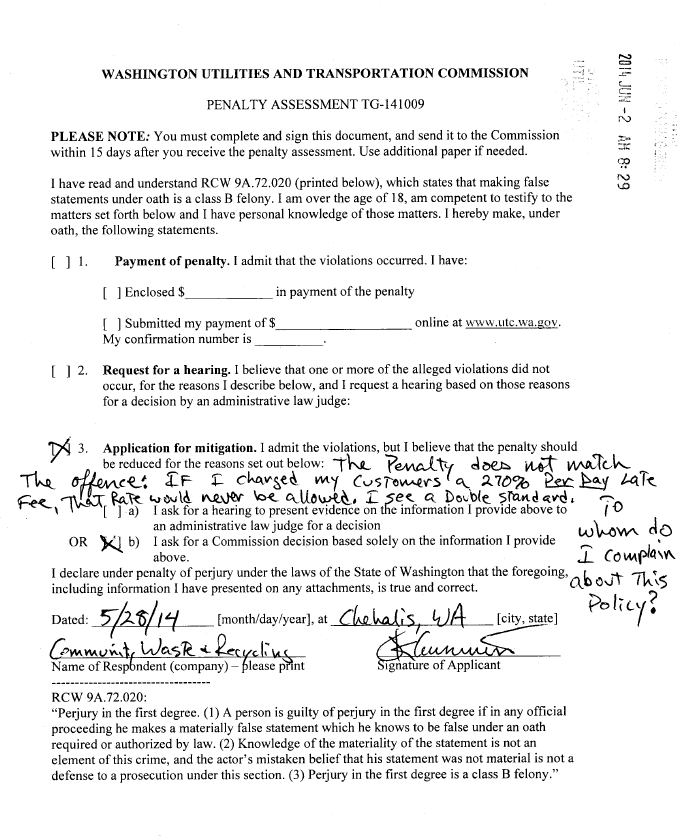 WASHINGTON UTILITIES AND TRANSPORTATION COMMISSION
2014 JUN -2 AM 8:29
PENALTY ASSESSMENT TG-141009
PLEASE NOTE: You must complete and sign this document, and send it to the Commission
within 15 days after you receive the penalty assessment. Use additional paper if needed.
I have read and understand RCW 9A.72.020 (printed below), which states that making false
statements under oath is a class B felony. I am over the age of 18, am competent to testify to the
matters set forth below and I have personal knowledge of those matters. I hereby make, under
oath, the following statements.
[ ] 1. Payment of penalty. I admit that the violations occurred. I have:
[ ] Enclosed $____________ in payment of the penalty
[ ] Submitted my payment of $___________________ online at www.utc.wa.gov.
My confirmation number is __________.
[ ] 2. Request for a hearing. I believe that one or more of the alleged violations did not
occur, for the reasons I describe below, and I request a hearing based on those reasons
for a decision by an administrative law judge:
[X] 3. Application for mitigation. I admit the violations, but I believe that the penalty should
be reduced for the reasons set out below: The Penalty does not match
The offence! IF I charged my Customers a 270% Per Day Late
Fee, That Rate would never be allowed. I see a Double standard.
[ ] a) I ask for a hearing to present evidence on the information I provide above to
an administrative law judge for a decision
OR [X] b) I ask for a Commission decision based solely on the information I provide
above.
To
whom do
I complain
about This
Policy?
I declare under penalty of perjury under the laws of the State of Washington that the foregoing,
including information I have presented on any attachments, is true and correct.
Dated: 5/28/14 [month/day/year], at Chehalis, WA [city, state]
Community Waste & Recycling
Name of Respondent (company) – please print Signature of Applicant
-----------------------------------
RCW 9A.72.020:
“Perjury in the first degree. (1) A person is guilty of perjury in the first degree if in any official
proceeding he makes a materially false statement which he knows to be false under an oath
required or authorized by law. (2) Knowledge of the materiality of the statement is not an
element of this crime, and the actor’s mistaken belief that his statement was not material is not a
defense to a prosecution under this section. (3) Perjury in the first degree is a class B felony.”